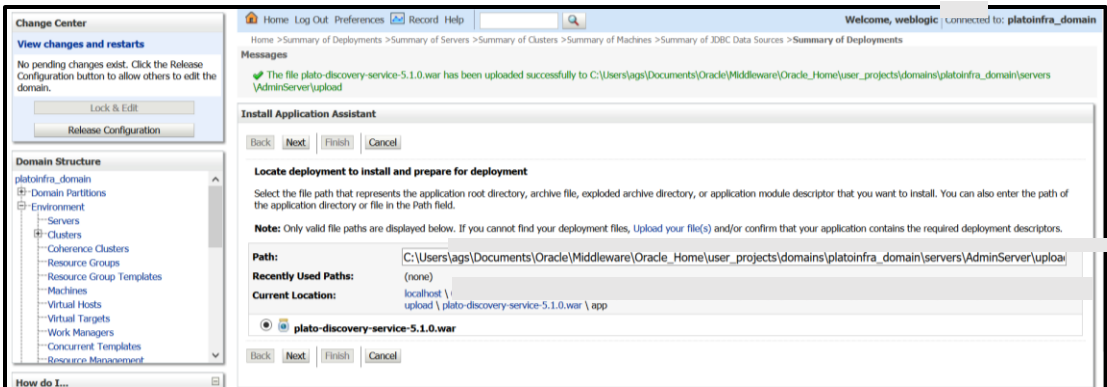 Change Center
View changes and restarts
No pending changes exist. Click the Release
Configuration button to allow others to edit the
domain.
Lock & Edit
Release Configuration
Domain Structure
platoinfra_domain
Domain Partitions
Environment
Servers
Clusters
Coherence Clusters
Resource Groups
Resource Group Templates
Machines
Virtual Hosts
Virtual Targets
Work Managers
Concurrent Templates
Resource Management
How do I...
Home Log Out Preferences Record Help
Welcome, weblogic Connected to: platoinfra_domain
Home >Summary of Deployments >Summary of Servers >Summary of Clusters >Summary of Machines >Summary of JDBC Data Sources >Summary of Deployments
Messages
The file plato-discovery-service-5.1.0.war has been uploaded successfully to C:\Users\ags\Documents\Oracle\Middleware\Oracle_Home\user_projects\domains\platoinfra_domain\servers
\AdminServer\upload
Install Application Assistant
Back Next Finish Cancel
Locate deployment to install and prepare for deployment
Select the file path that represents the application root directory, archive file, exploded archive directory, or application module descriptor that you want to install. You can also enter the path of
the application directory or file in the Path field.
Note: Only valid file paths are displayed below. If you cannot find your deployment files, Upload your file(s) and/or confirm that your application contains the required deployment descriptors.
Path: C:\Users\ags\Documents\Oracle\Middleware\Oracle_Home\user_projects\domains\platoinfra_domain\servers\AdminServer\uploa
Recently Used Paths: (none)
Current Location: localhost \
upload \ plato-discovery-service-5.1.0.war \ app
plato-discovery-service-5.1.0.war
Back Next Finish Cancel